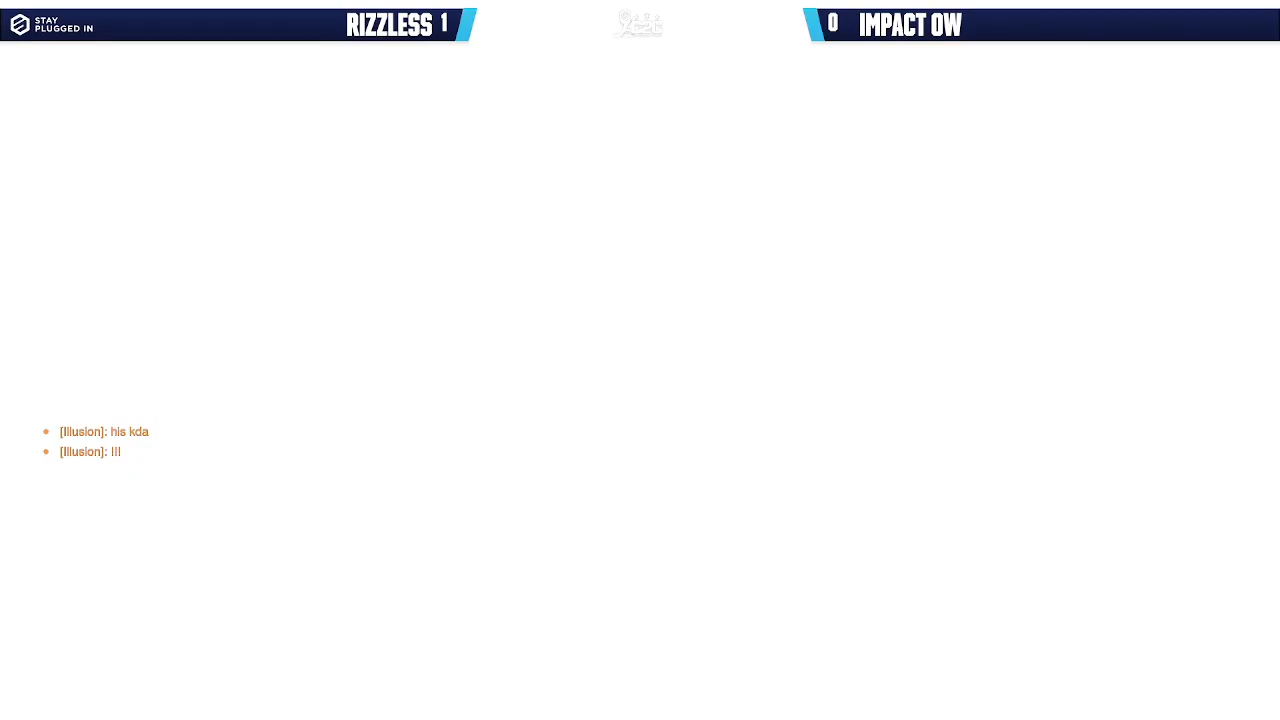 STAY
PLUGGED IN
RIZZLESS 1
0 IMPACT OW
[Illusion]: his kda
[Illusion]: lll